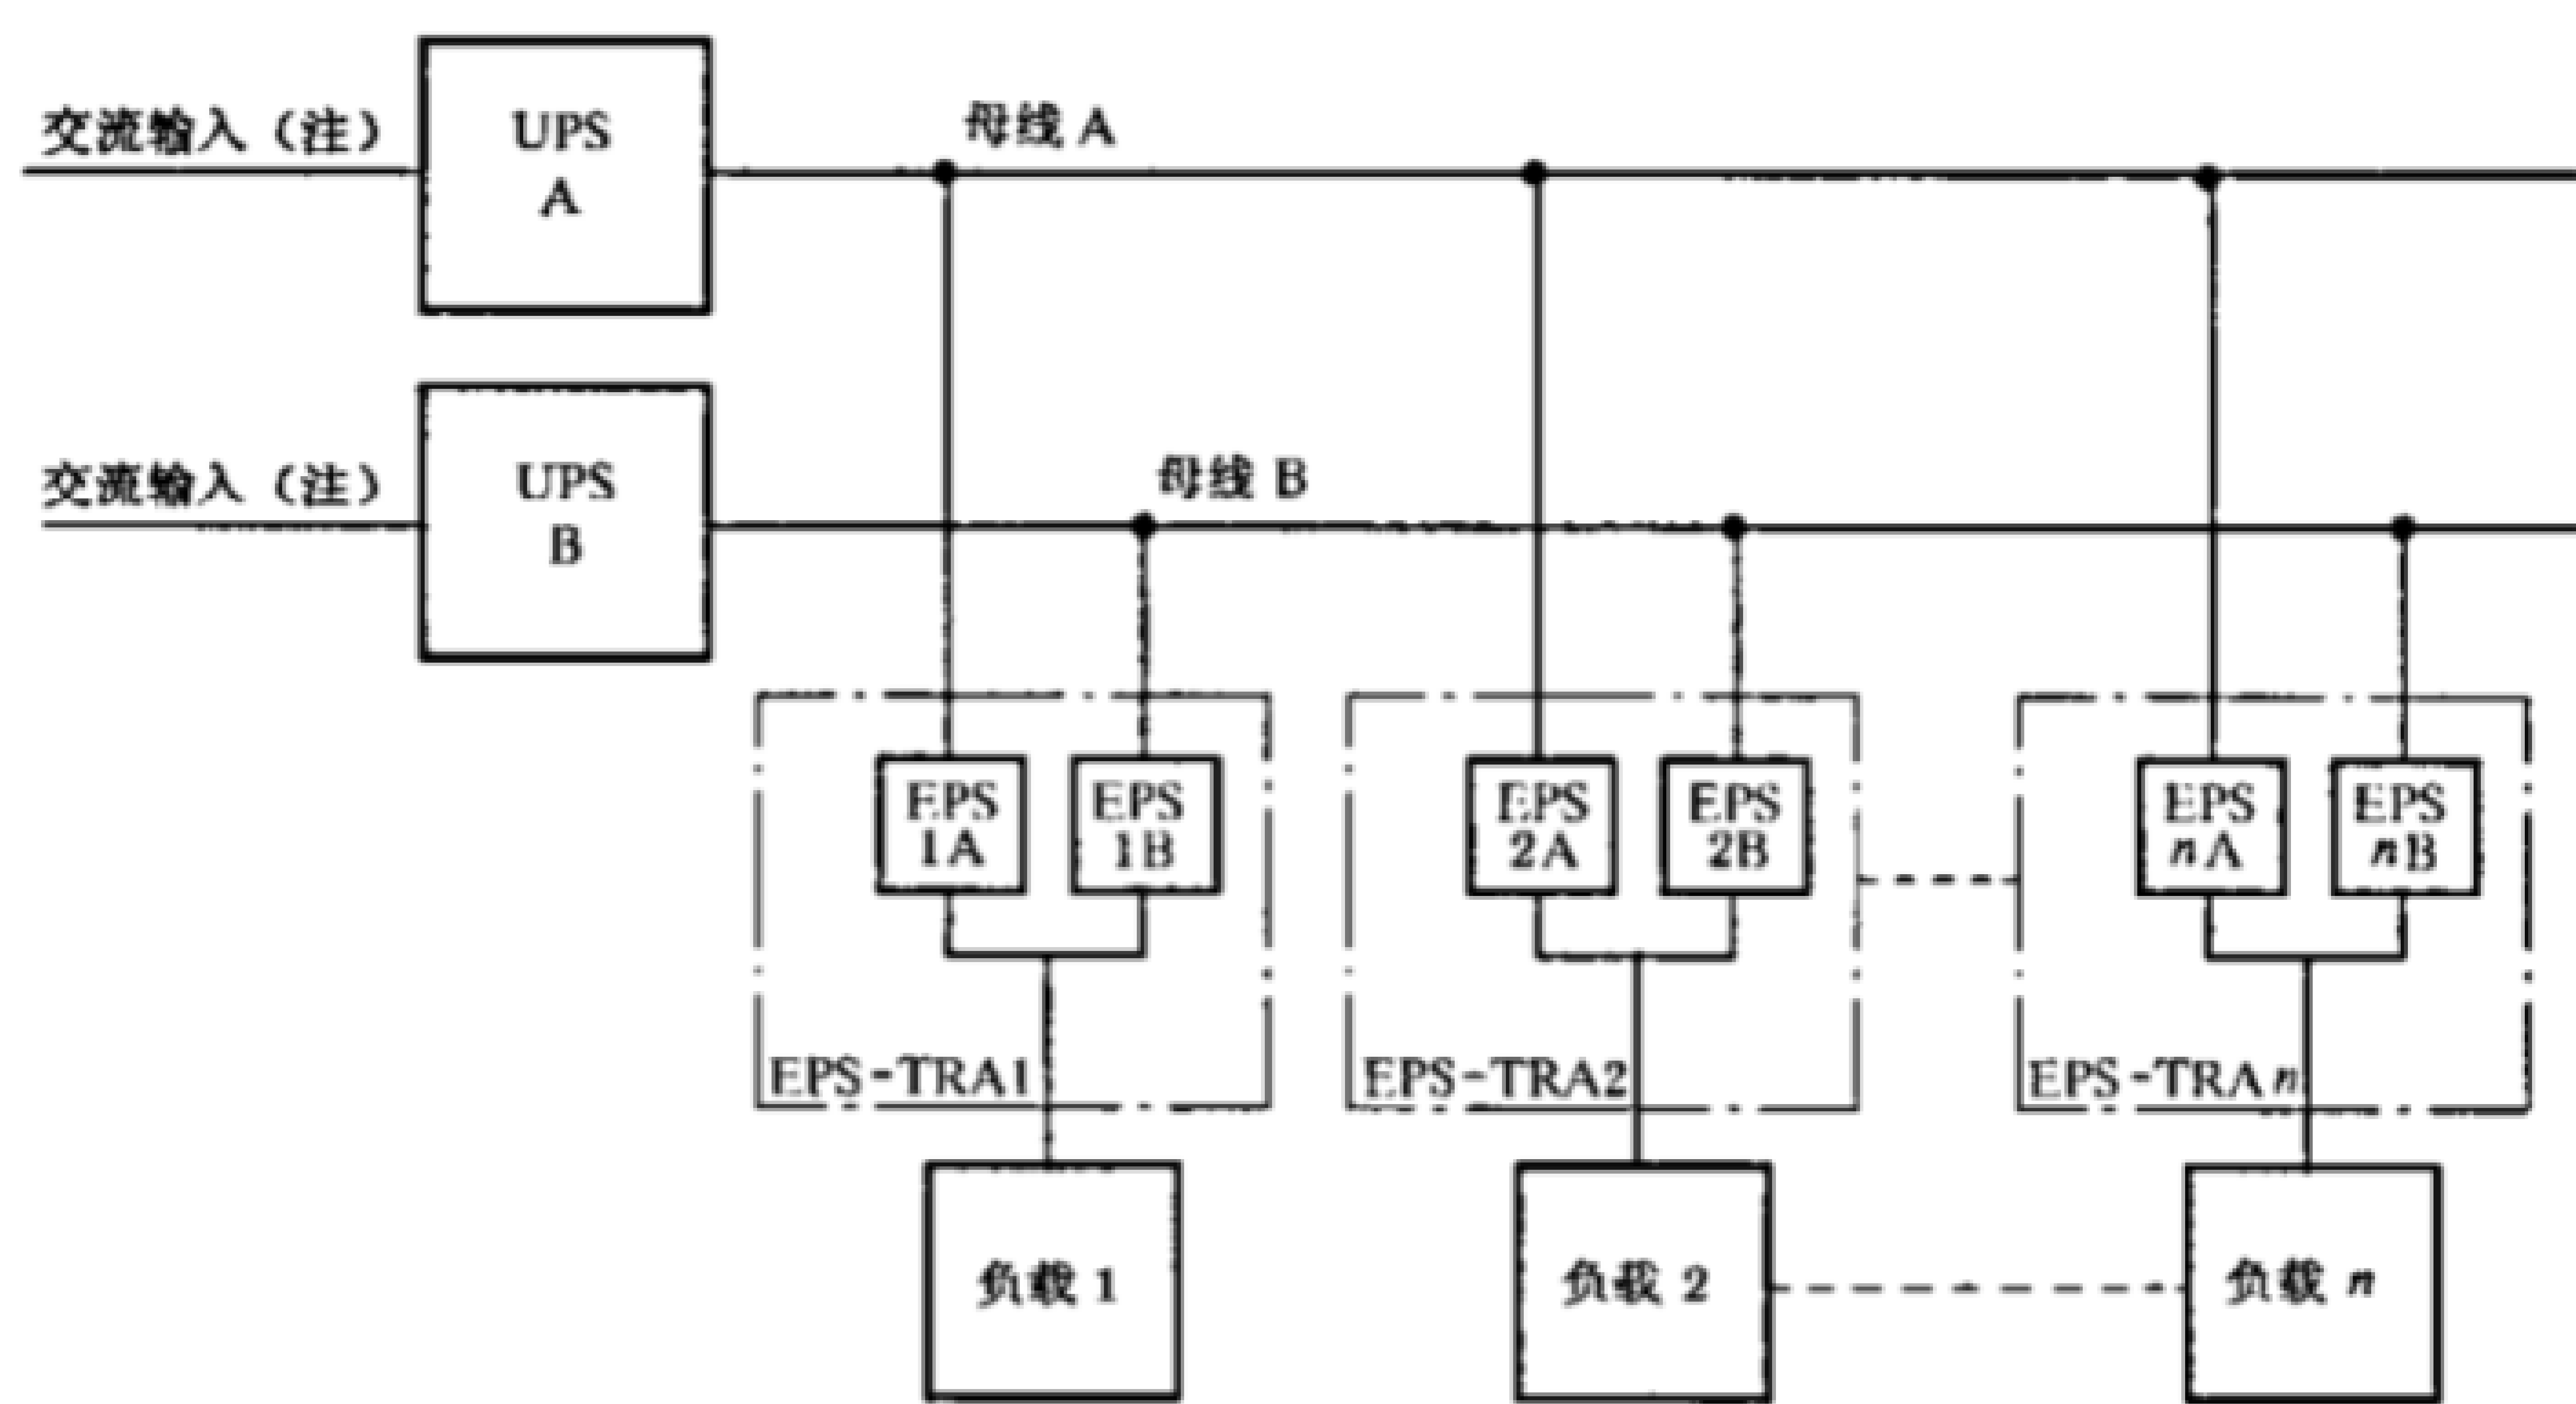 交流输入（注）
UPS
A
母线 A
交流输入（注）
UPS
B
母线 B
EPS
1A
EPS
1B
EPS-TRA1
EPS
2A
EPS
2B
EPS-TRA2
EPS
nA
EPS
nB
EPS-TRAn
负载 1
负载 2
负载 n